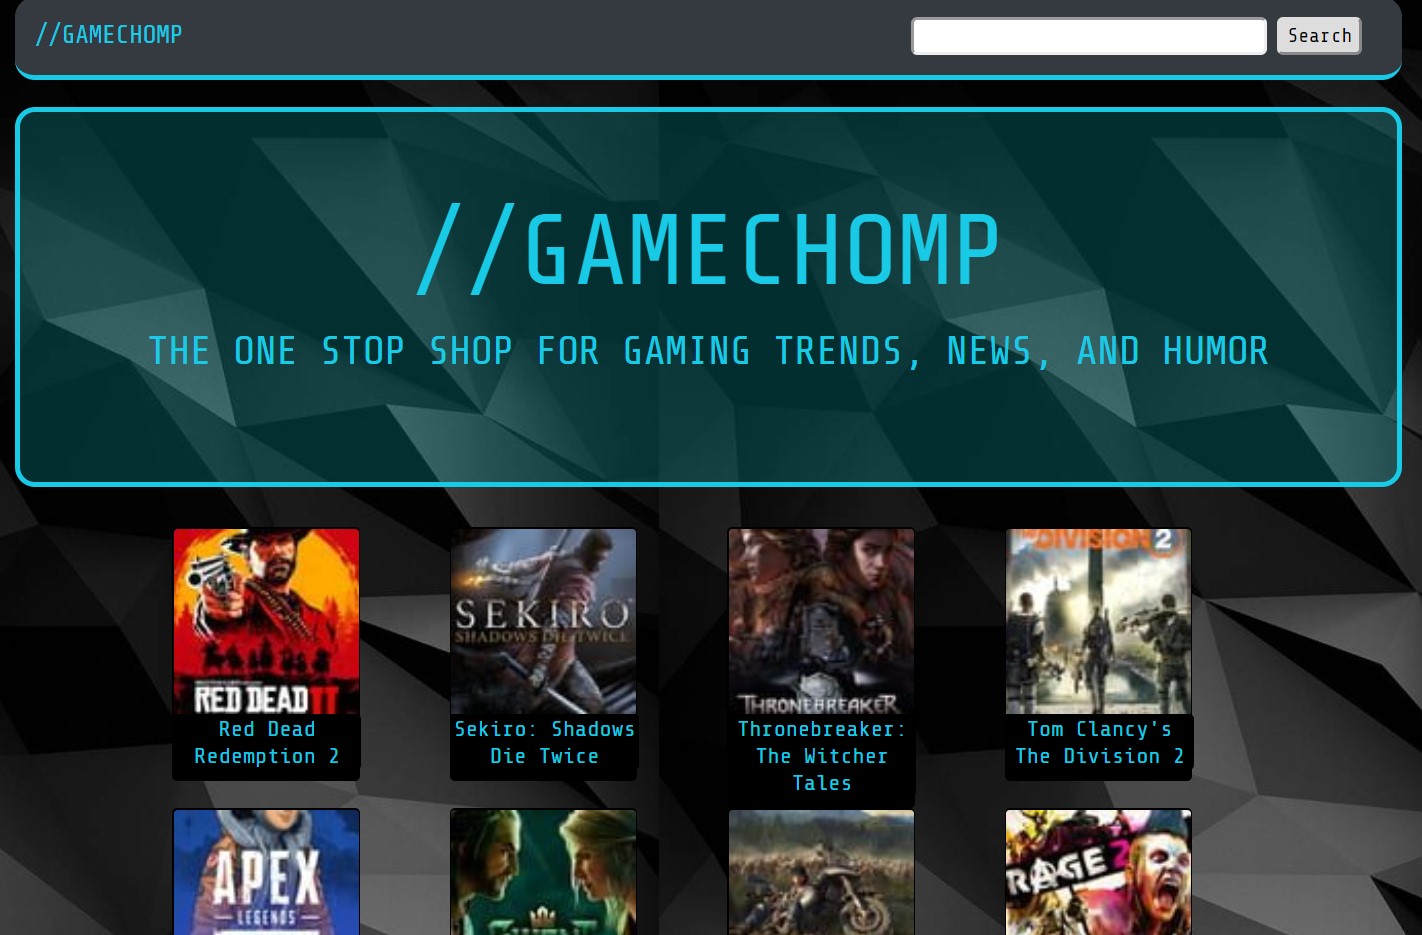 //GAMECHOMP
Search
//GAMECHOMP
THE ONE STOP SHOP FOR GAMING TRENDS, NEWS, AND HUMOR
RED DEAD II
SEKIRO
SHADOWS DIE TWICE
THRONEBREAKER
DIVISION 2
Red Dead
Redemption 2
Sekiro: Shadows
Die Twice
Thronebreaker:
The Witcher
Tales
Tom Clancy's
The Division 2
APEX
LEGENDS
GWENT
RAGE 2